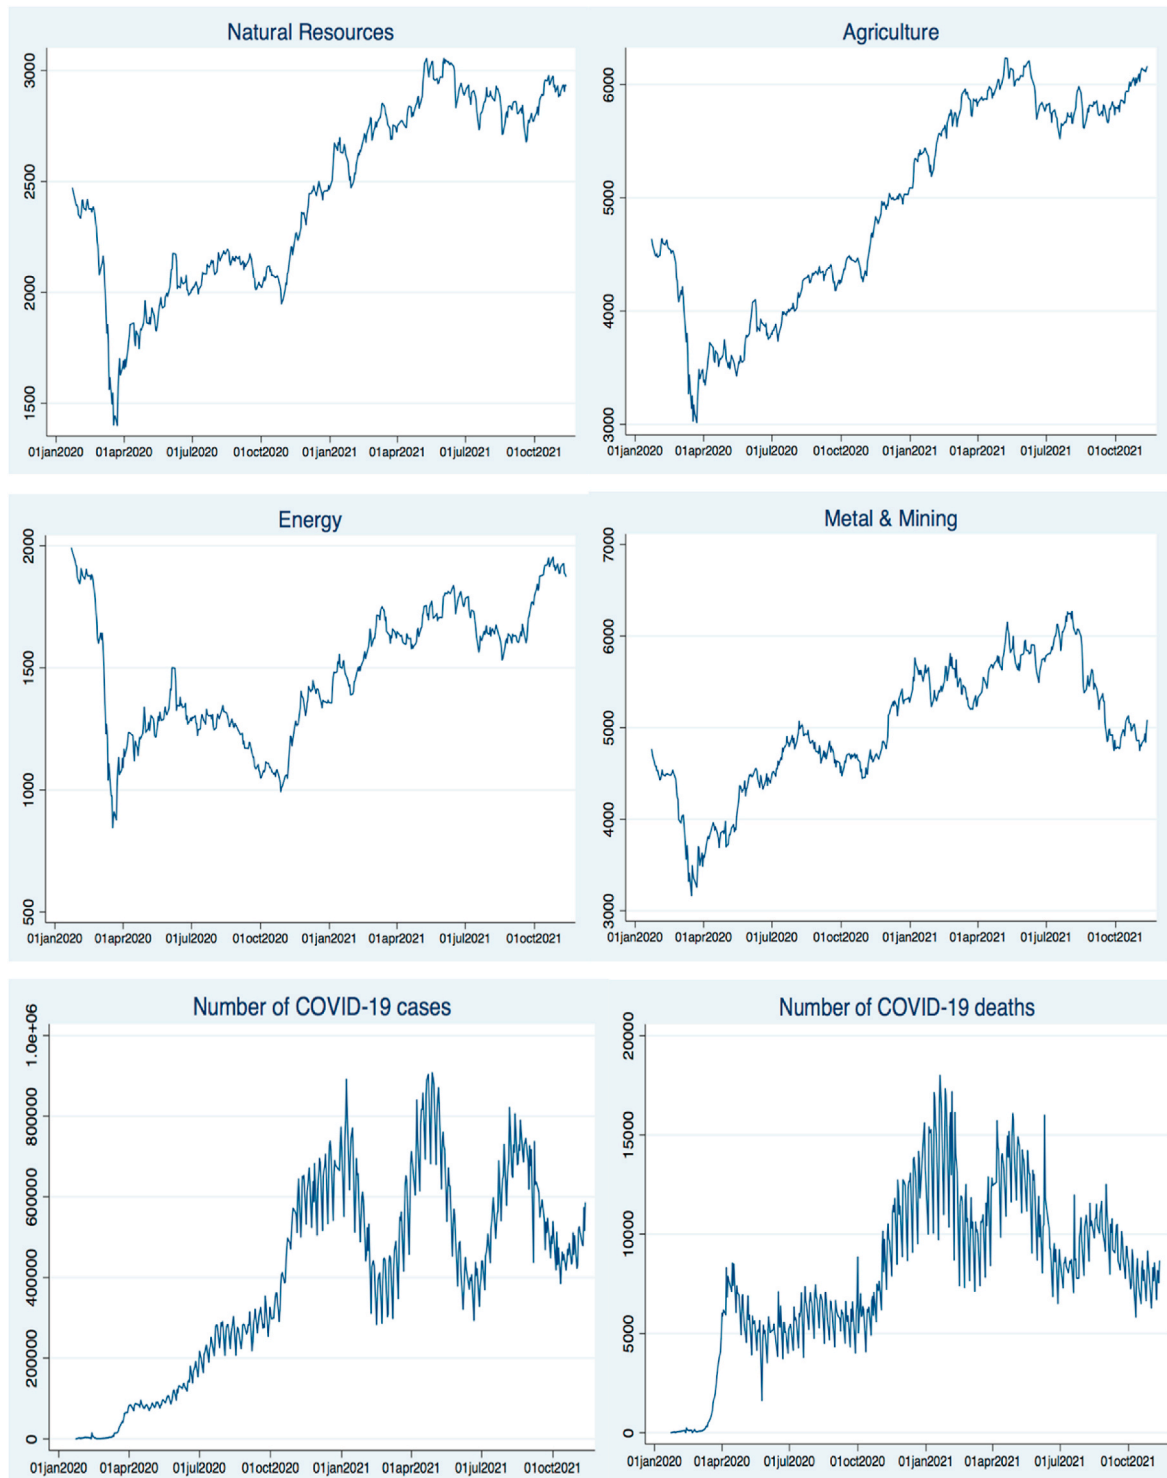 Natural Resources
3000
2500
2000
1500
01jan2020 01apr2020 01jul2020 01oct2020 01jan2021 01apr2021 01jul2021 01oct2021
Agriculture
6000
5000
4000
3000
01jan2020 01apr2020 01jul2020 01oct2020 01jan2021 01apr2021 01jul2021 01oct2021
Energy
2000
1500
1000
500
01jan2020 01apr2020 01jul2020 01oct2020 01jan2021 01apr2021 01jul2021 01oct2021
Metal & Mining
7000
6000
5000
4000
3000
01jan2020 01apr2020 01jul2020 01oct2020 01jan2021 01apr2021 01jul2021 01oct2021
Number of COVID-19 cases
1.0e+06
800000
600000
400000
200000
0
01jan2020 01apr2020 01jul2020 01oct2020 01jan2021 01apr2021 01jul2021 01oct2021
Number of COVID-19 deaths
20000
15000
10000
5000
0
01jan2020 01apr2020 01jul2020 01oct2020 01jan2021 01apr2021 01jul2021 01oct2021